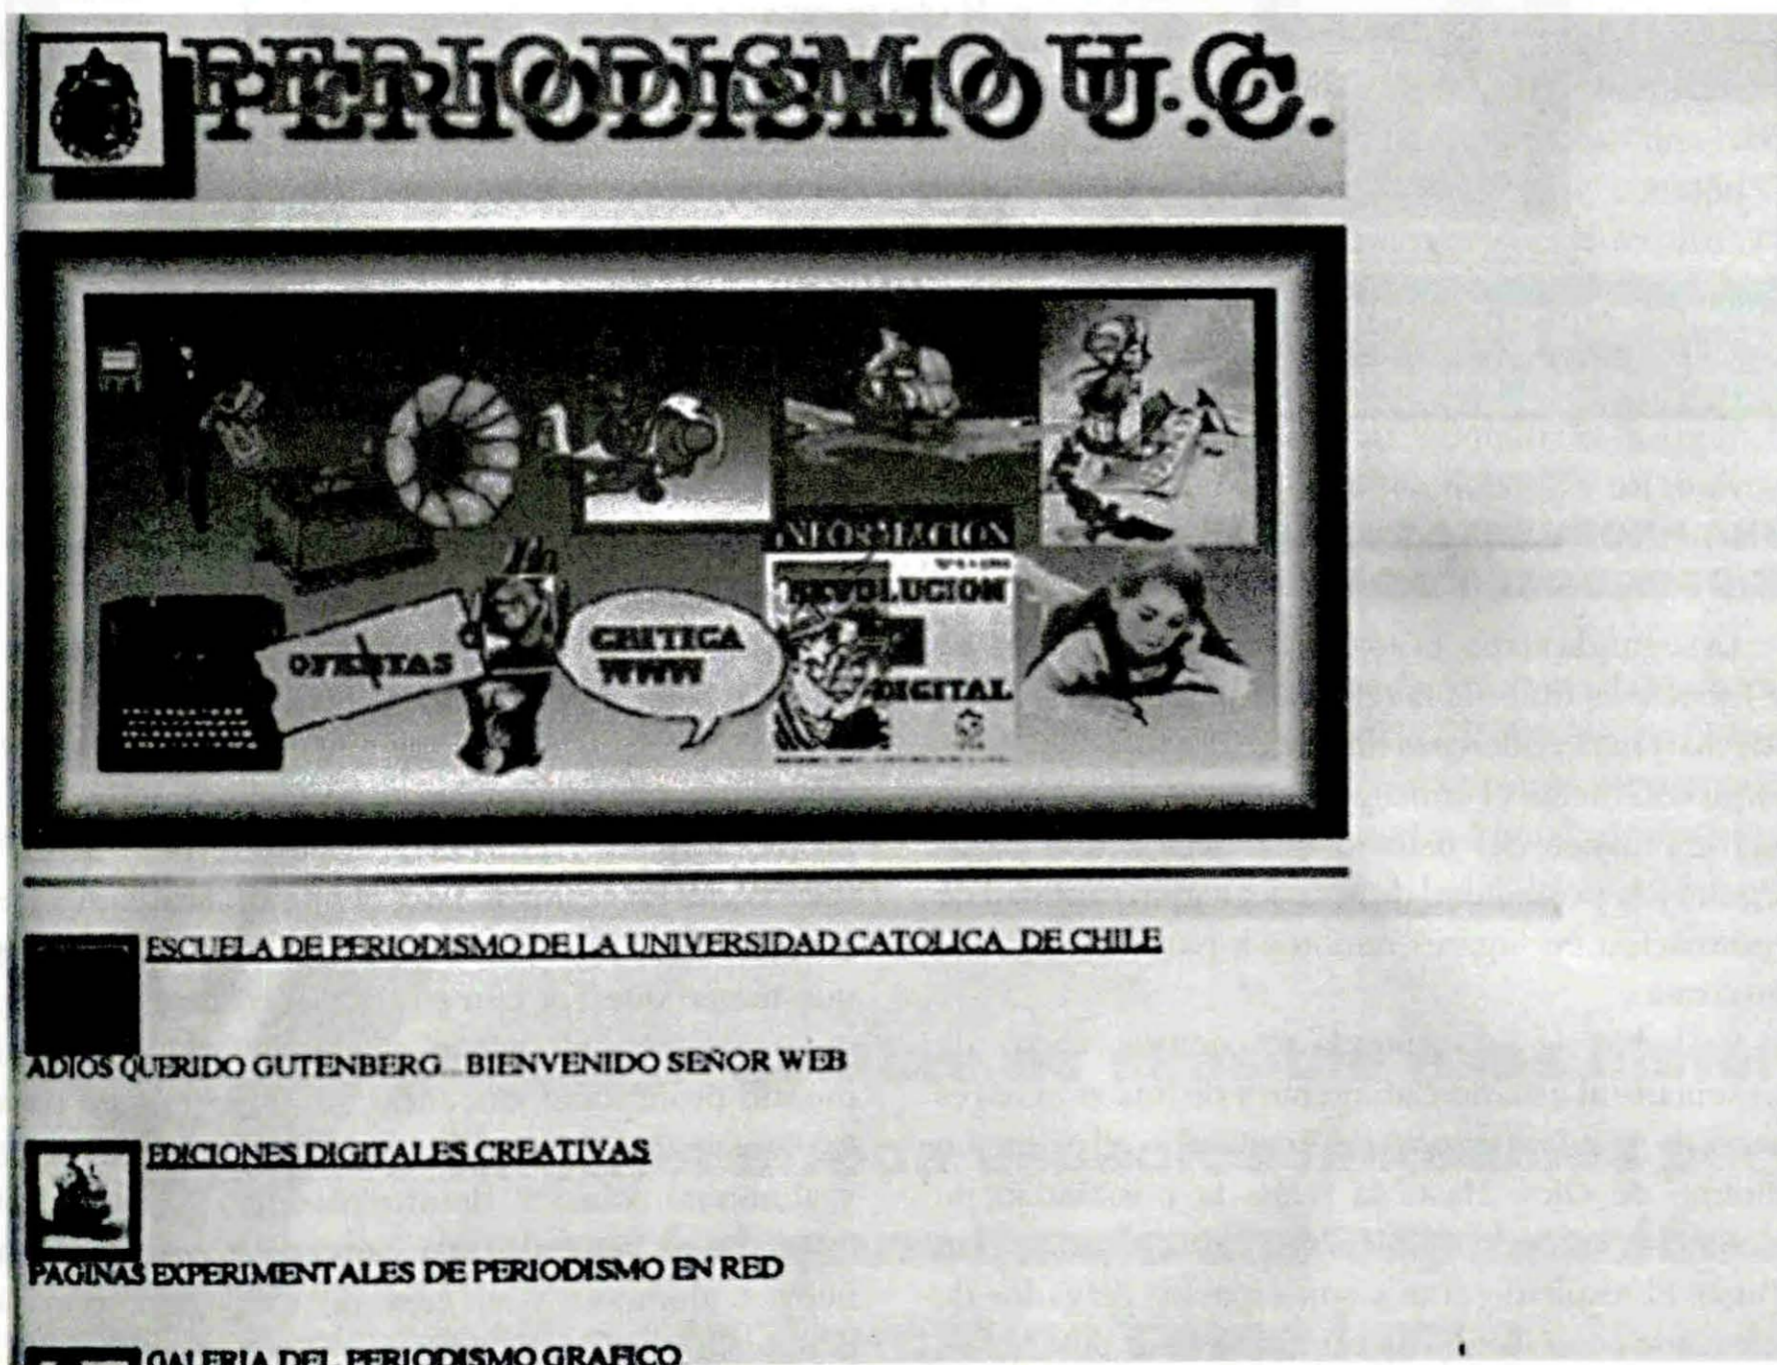 PERIODISMO U.C.
INFORMACION
REVOLUCION
DIGITAL
OFERTAS
CRITICA
WWW
ESCUELA DE PERIODISMO DE LA UNIVERSIDAD CATOLICA DE CHILE
ADIOS QUERIDO GUTENBERG... BIENVENIDO SEÑOR WEB
EDICIONES DIGITALES CREATIVAS
PAGINAS EXPERIMENTALES DE PERIODISMO EN RED
GALERIA DEL PERIODISMO GRAFICO